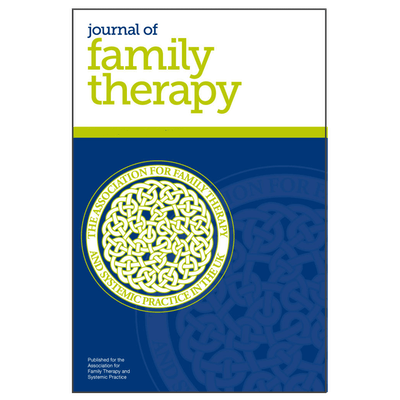 journal of
family
therapy
THE ASSOCIATION FOR FAMILY THERAPY
AND SYSTEMIC PRACTICE IN THE UK
Published for the
Association for
Family Therapy and
Systemic Practice